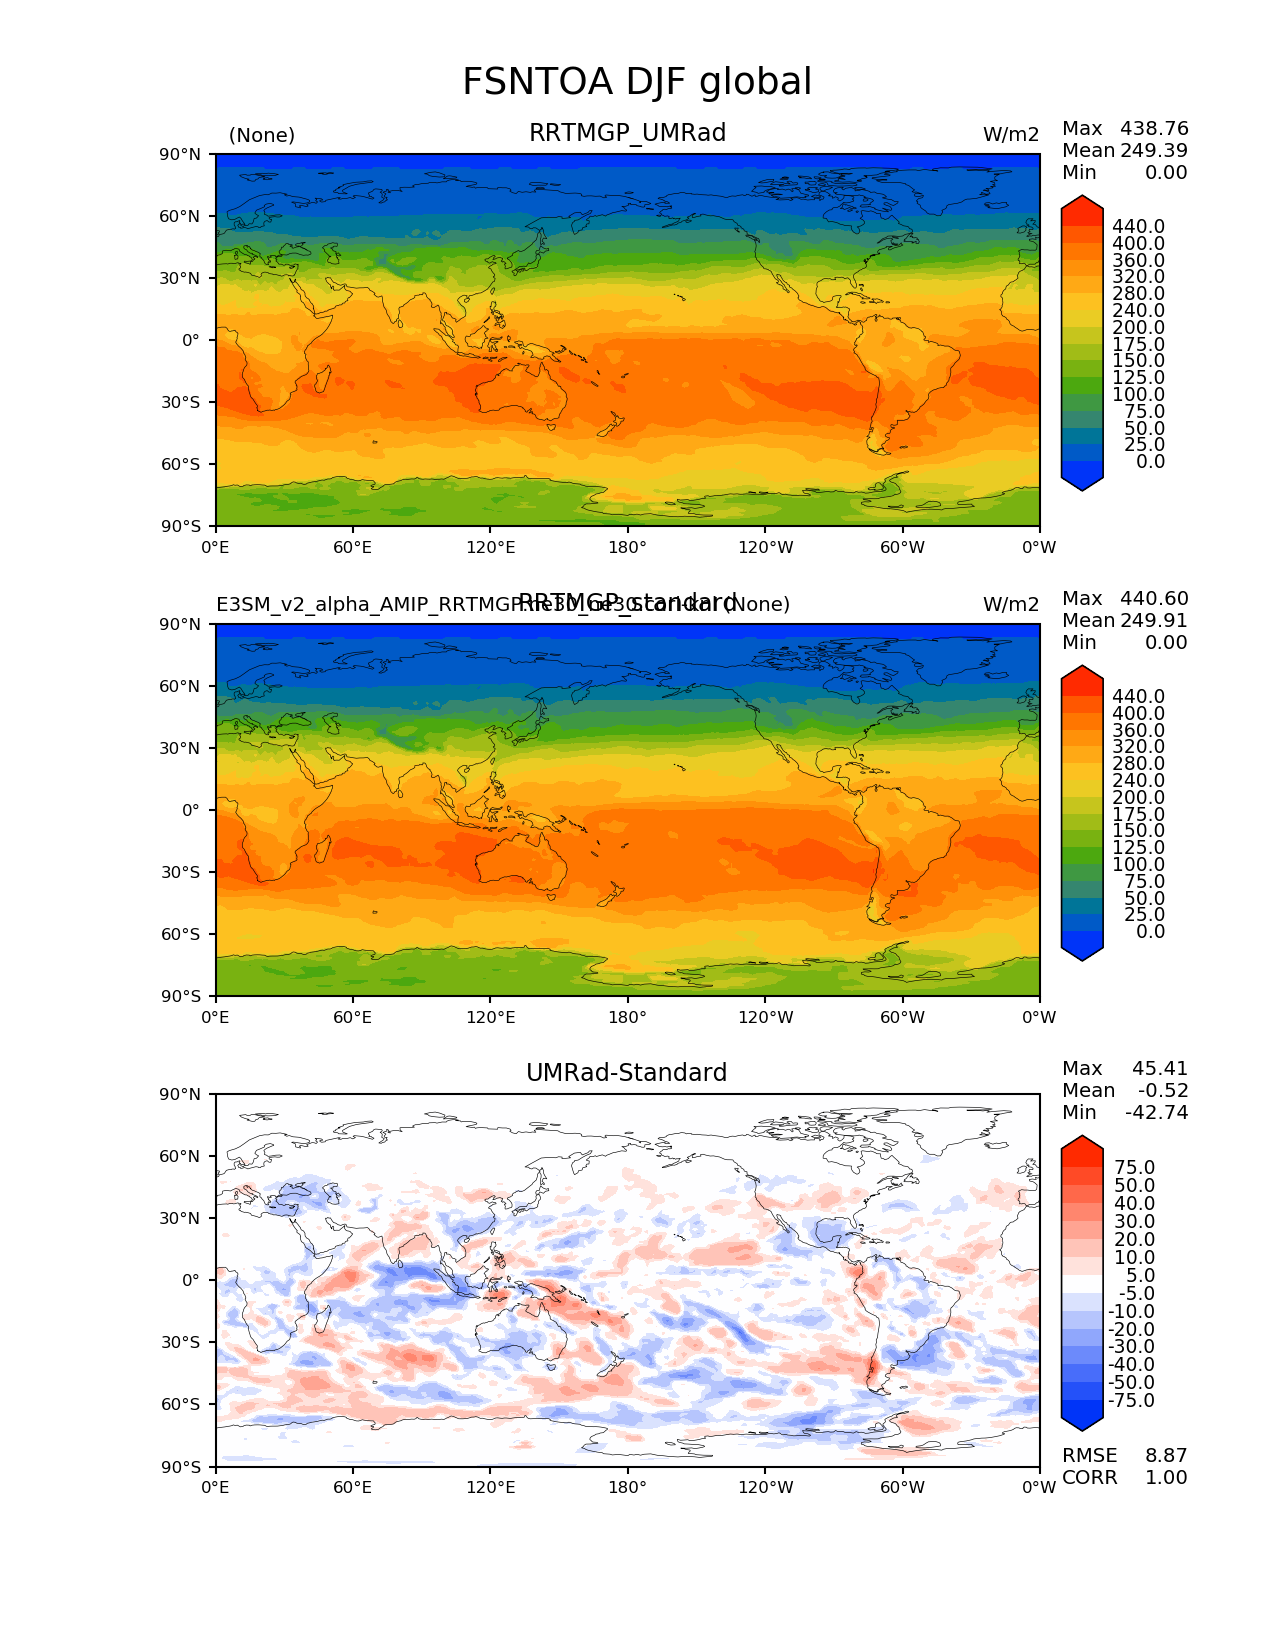 FSNTOA DJF global
(None) RRTMGP_UMRad W/m2
Max 438.76
Mean 249.39
Min 0.00
90°N
60°N
30°N
0°
30°S
60°S
90°S
0°E 60°E 120°E 180° 120°W 60°W 0°W
440.0
400.0
360.0
320.0
280.0
240.0
200.0
175.0
150.0
125.0
100.0
75.0
50.0
25.0
0.0
RRTMGP_standard
(None) W/m2
Max 440.60
Mean 249.91
Min 0.00
90°N
60°N
30°N
0°
30°S
60°S
90°S
0°E 60°E 120°E 180° 120°W 60°W 0°W
440.0
400.0
360.0
320.0
280.0
240.0
200.0
175.0
150.0
125.0
100.0
75.0
50.0
25.0
0.0
UMRad-Standard
Max 45.41
Mean -0.52
Min -42.74
90°N
60°N
30°N
0°
30°S
60°S
90°S
0°E 60°E 120°E 180° 120°W 60°W 0°W
75.0
50.0
40.0
30.0
20.0
10.0
5.0
-5.0
-10.0
-20.0
-30.0
-40.0
-50.0
-75.0
RMSE 8.87
CORR 1.00